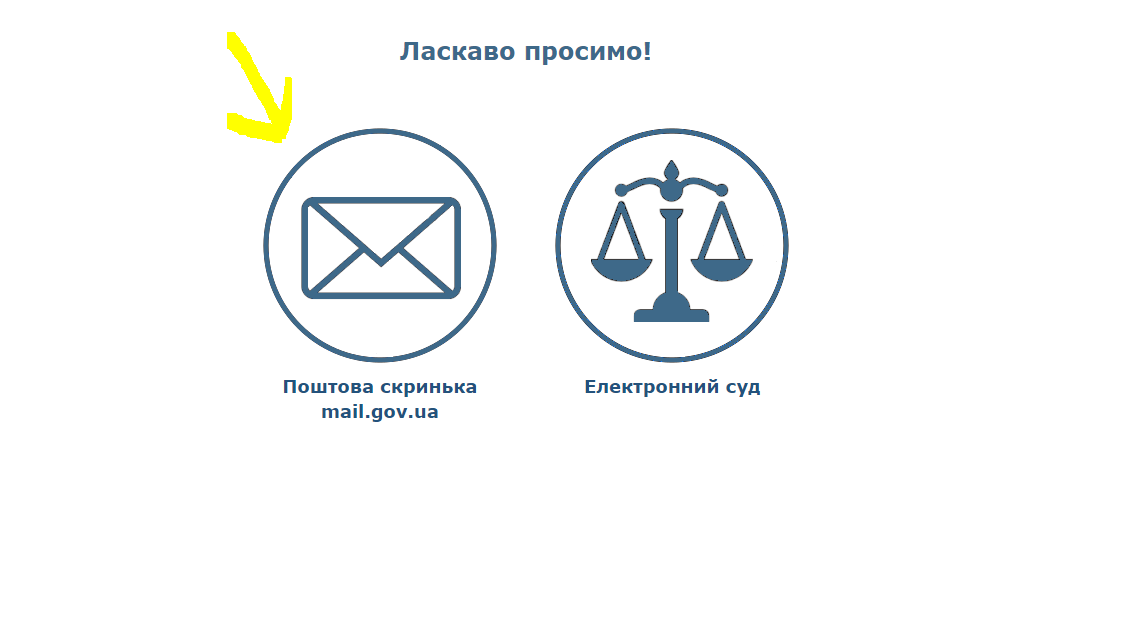 Ласкаво просимо!
Поштова скринька
mail.gov.ua
Електронний суд